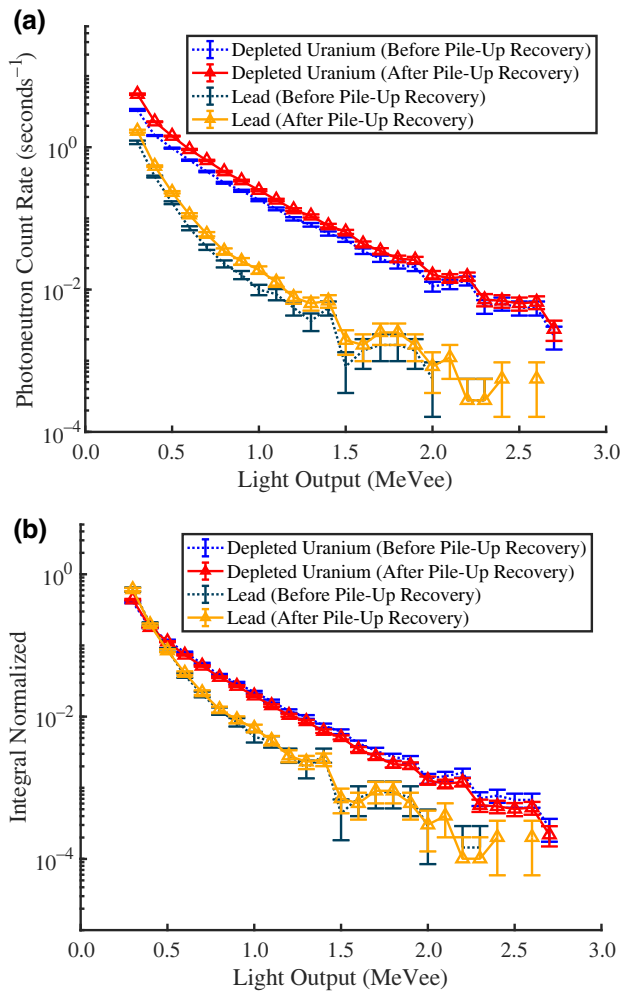 (a)
Depleted Uranium (Before Pile-Up Recovery)
Depleted Uranium (After Pile-Up Recovery)
Lead (Before Pile-Up Recovery)
Lead (After Pile-Up Recovery)
Photoneutron Count Rate (seconds⁻¹)
10⁰
10⁻²
10⁻⁴
0.0 0.5 1.0 1.5 2.0 2.5 3.0
Light Output (MeVee)
(b)
Depleted Uranium (Before Pile-Up Recovery)
Depleted Uranium (After Pile-Up Recovery)
Lead (Before Pile-Up Recovery)
Lead (After Pile-Up Recovery)
Integral Normalized
10⁰
10⁻²
10⁻⁴
0.0 0.5 1.0 1.5 2.0 2.5 3.0
Light Output (MeVee)